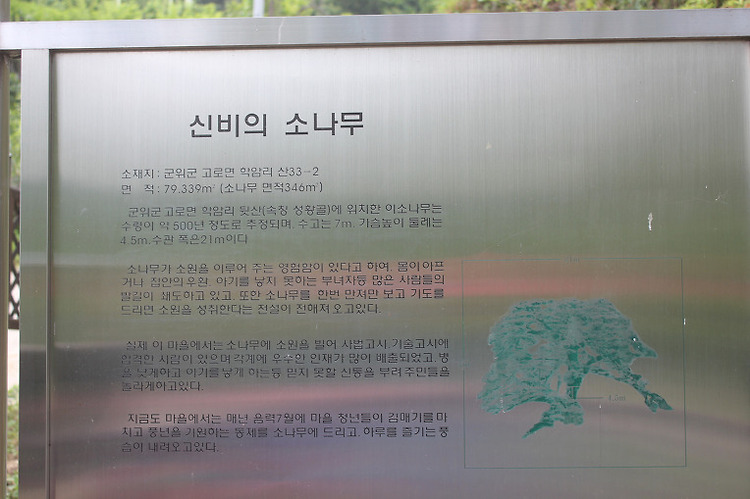 신비의 소나무
소재지 : 군위군 고로면 학암리 산33-2
면 적 : 79.339㎡ (소나무 면적346㎡)
군위군 고로면 학암리 뒷산(속칭 성황골)에 위치한 이소나무는
수령이 약 500년 정도로 추정되며, 수고는 7m, 가슴높이 둘레는
4.5m.수관 폭은21m이다
소나무가 소원을 이루어 주는 영험함이 있다고 하여, 몸이아프
거나 집안의우환, 아기를 낳지 못하는 부녀자등 많은 사람들의
발길이 쇄도하고 있고, 또한 소나무를 한번 만져만 보고 기도를
드리면 소원을 성취한다는 전설이 전해져 오고있다.
실제 이 마을에서는 소나무에 소원을 빌어 사법고시,기술고시에
합격한 사람이 있으며 각계에 우수한 인재가 많이 배출되었고, 병
을 낫게하고 아기를 낳게 하는등 믿지 못할 신통을 부려 주민들을
놀라게하고있다.
지금도 마을에서는 매년 음력7월에 마을 청년들이 김매기를 마
치고 풍년을 기원하는 동제를 소나무에 드리고, 하루를 즐기는 풍
습이 내려오고있다.
4.5m